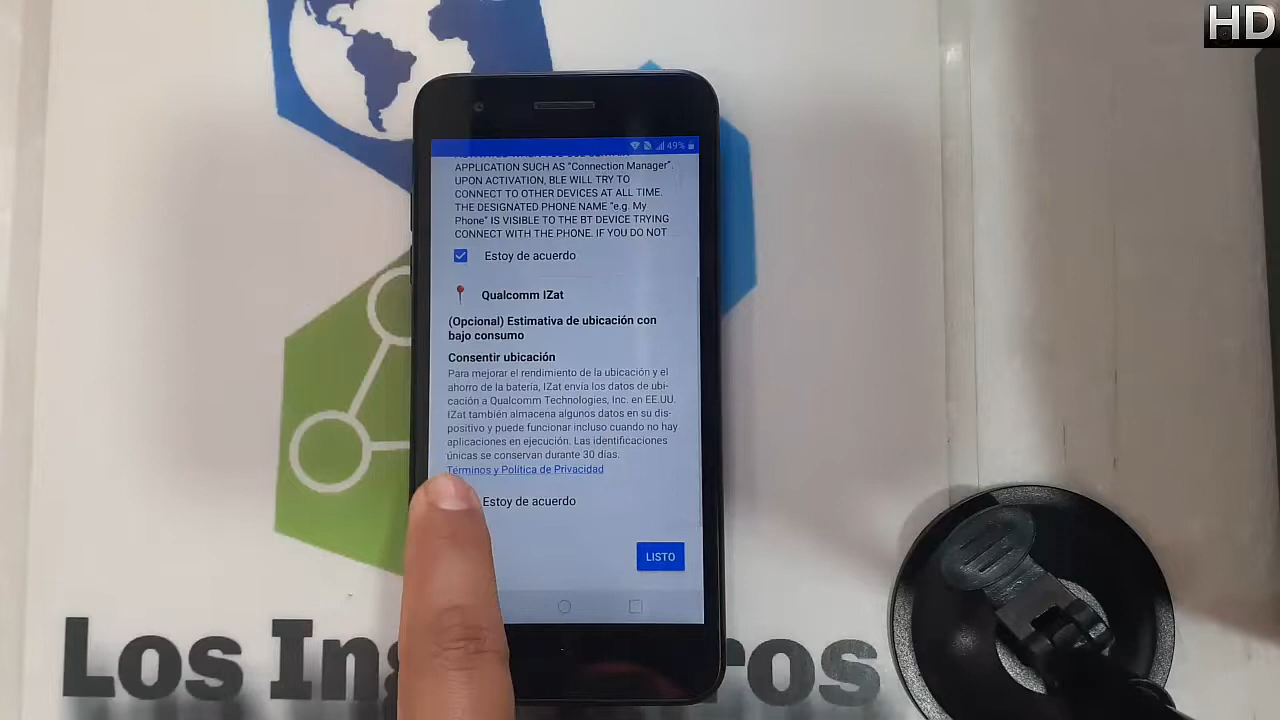 HD
49%
APPLICATION SUCH AS "Connection Manager".
UPON ACTIVATION, BLE WILL TRY TO
CONNECT TO OTHER DEVICES AT ALL TIME.
THE DESIGNATED PHONE NAME "e.g. My
Phone" IS VISIBLE TO THE BT DEVICE TRYING
CONNECT WITH THE PHONE. IF YOU DO NOT
Estoy de acuerdo
Qualcomm IZat
(Opcional) Estimativa de ubicación con
bajo consumo
Consentir ubicación
Para mejorar el rendimiento de la ubicación y el
ahorro de la batería, IZat envía los datos de ubi-
cación a Qualcomm Technologies, Inc. en EE.UU.
IZat también almacena algunos datos en su dis-
positivo y puede funcionar incluso cuando no hay
aplicaciones en ejecución. Las identificaciones
únicas se conservan durante 30 días.
Términos y Política de Privacidad
Estoy de acuerdo
LISTO
Los In ros